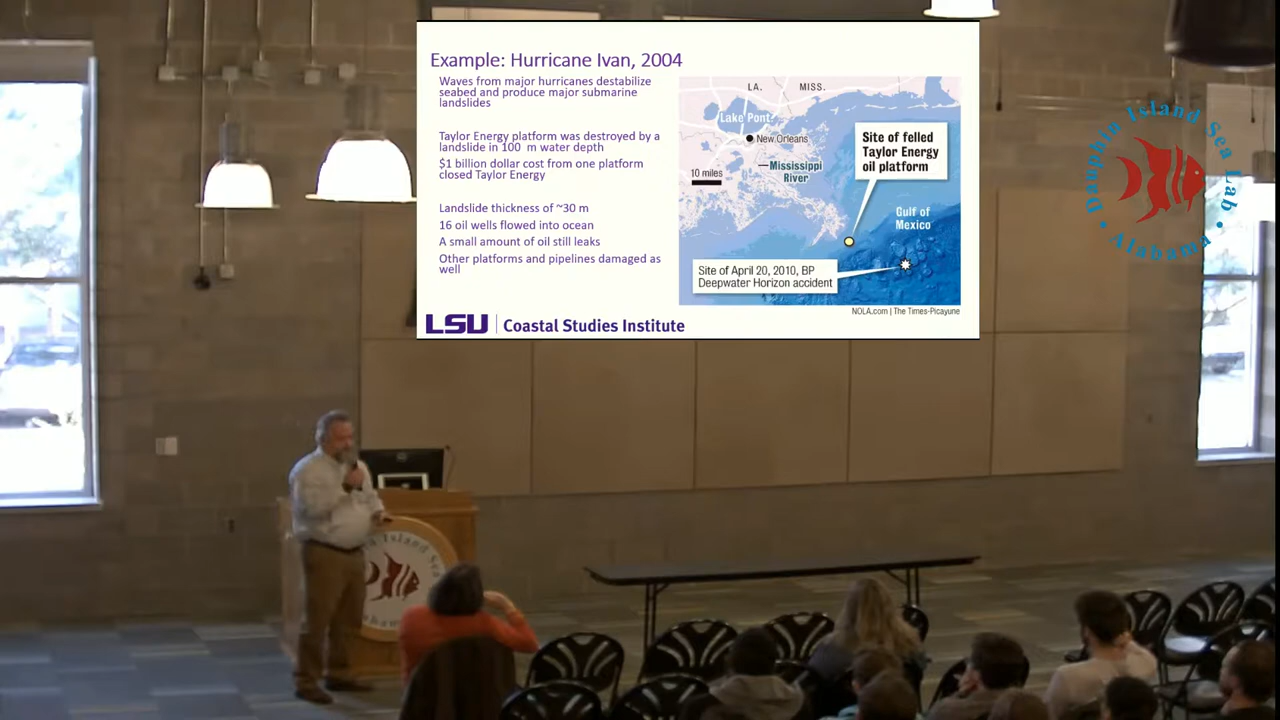 Example: Hurricane Ivan, 2004
Waves from major hurricanes destabilize
seabed and produce major submarine
landslides
Taylor Energy platform was destroyed by a
landslide in 100 m water depth
$1 billion dollar cost from one platform
closed Taylor Energy
Landslide thickness of ~30 m
16 oil wells flowed into ocean
A small amount of oil still leaks
Other platforms and pipelines damaged as
well
LA.
MISS.
Lake Pont.
New Orleans
Mississippi
River
10 miles
Site of felled
Taylor Energy
oil platform
Gulf of
Mexico
Site of April 20, 2010, BP
Deepwater Horizon accident
NOLA.com | The Times-Picayune
LSU | Coastal Studies Institute
Dauphin Island Sea Lab
• Alabama •
Island Sea